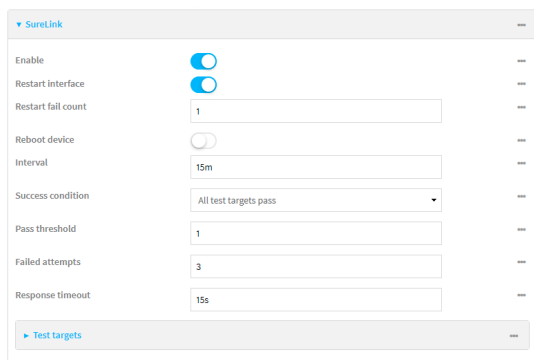 SureLink
Enable
Restart interface
Restart fail count
1
Reboot device
Interval
15m
Success condition
All test targets pass
Pass threshold
1
Failed attempts
3
Response timeout
15s
Test targets